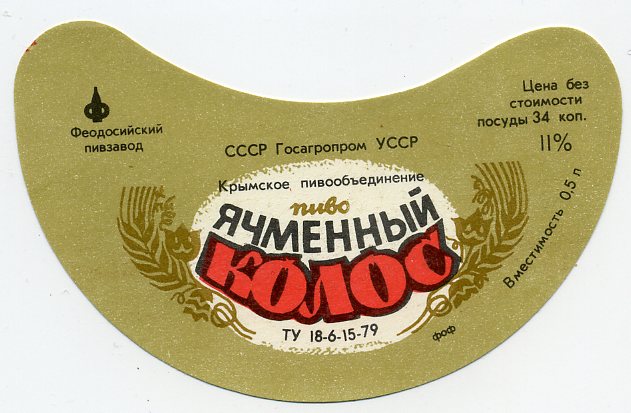 Феодосийский
пивзавод
СССР Госагропром УССР
Цена без
стоимости
посуды 34 коп.
11%
Крымское пивообъединение
пиво
ЯЧМЕННЫЙ
КОЛОС
Вместимость 0,5 л
ТУ 18-6-15-79
фоф